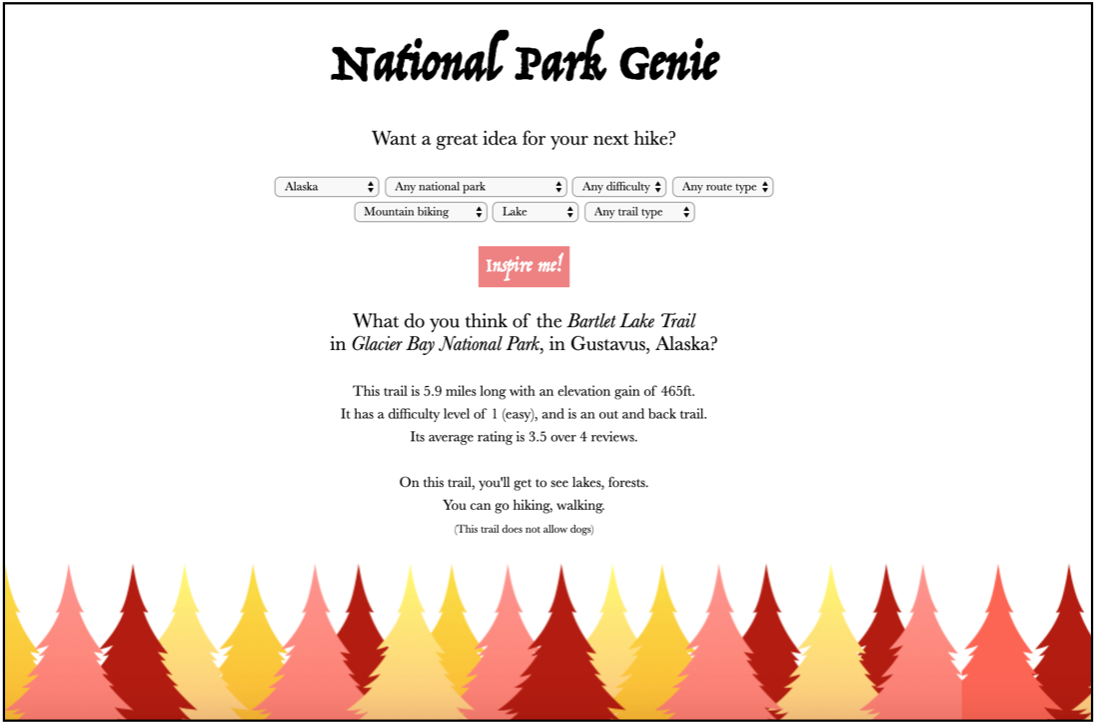 National Park Genie
Want a great idea for your next hike?
Alaska Any national park Any difficulty Any route type
Mountain biking Lake Any trail type
Inspire me!
What do you think of the Bartlet Lake Trail
in Glacier Bay National Park, in Gustavus, Alaska?
This trail is 5.9 miles long with an elevation gain of 465ft.
It has a difficulty level of 1 (easy), and is an out and back trail.
Its average rating is 3.5 over 4 reviews.
On this trail, you'll get to see lakes, forests.
You can go hiking, walking.
(This trail does not allow dogs)